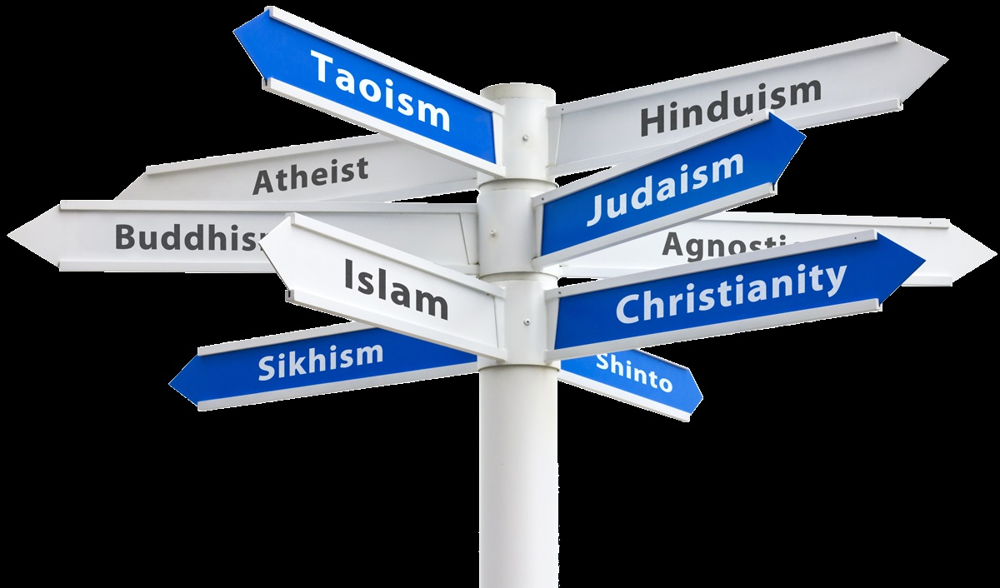 Taoism
Hinduism
Atheist
Judaism
Buddhis
Agnosti
Islam
Christianity
Sikhism
Shinto